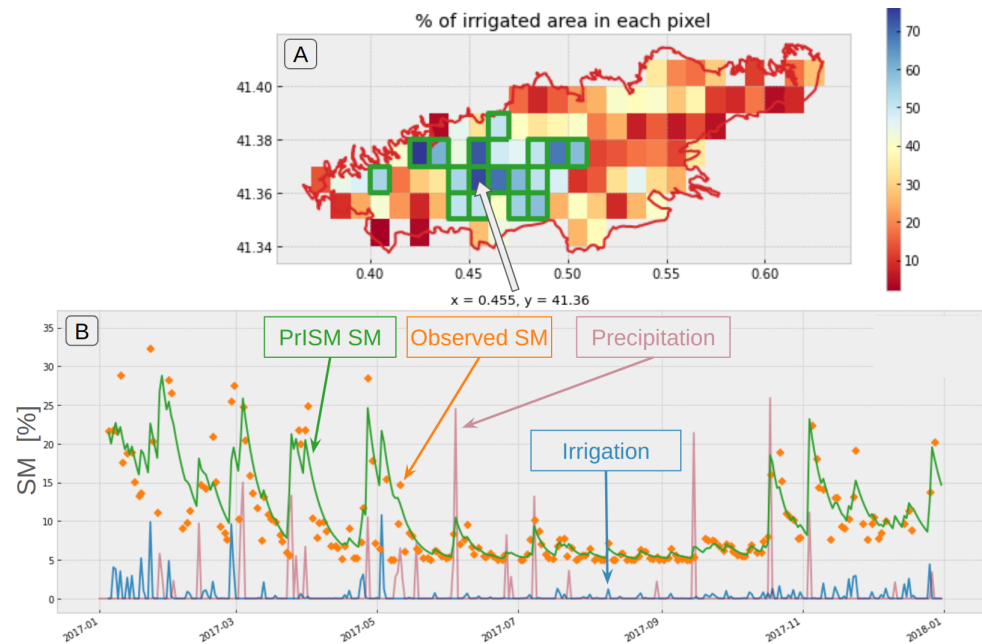 % of irrigated area in each pixel
A
41.40
41.38
41.36
41.34
0.40 0.45 0.50 0.55 0.60
70
60
50
40
30
20
10
x = 0.455, y = 41.36
B
PrISM SM Observed SM Precipitation
Irrigation
SM [%]
35
30
25
20
15
10
5
0
2017-01 2017-03 2017-05 2017-07 2017-09 2017-11 2018-01